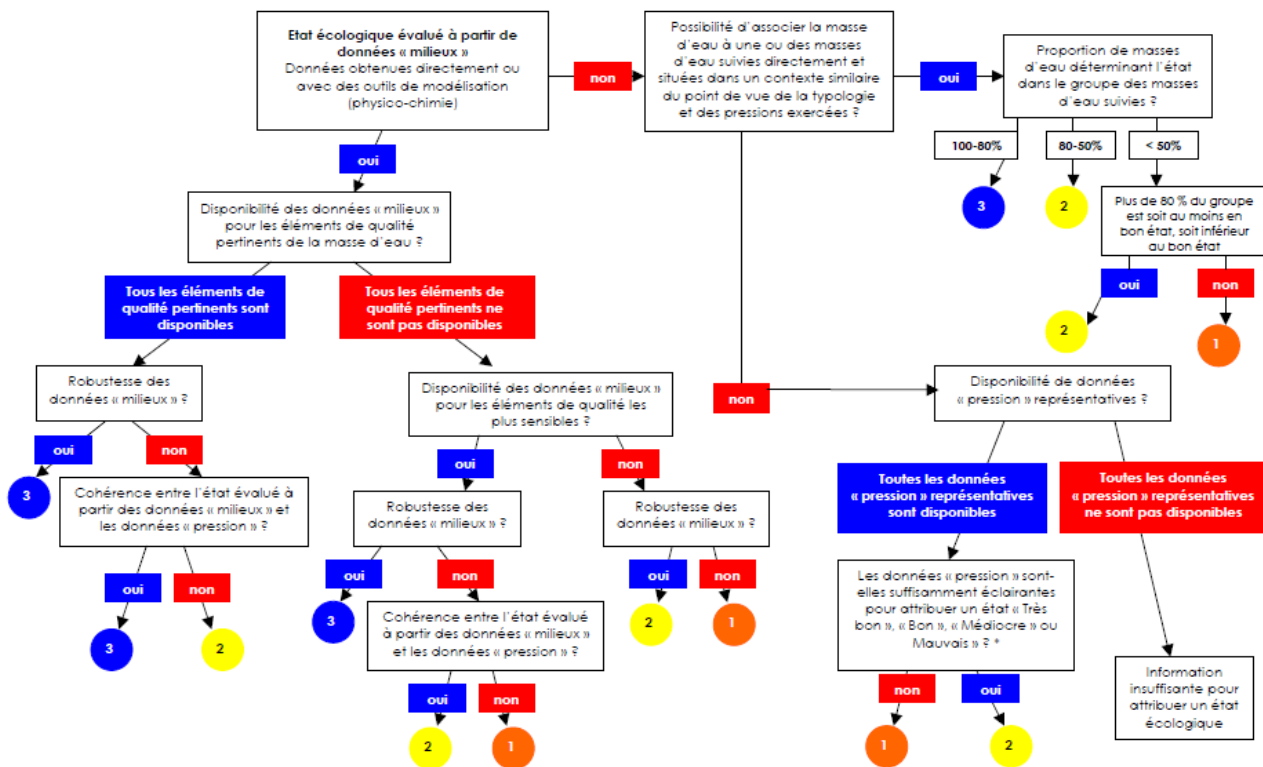 Etat écologique évalué à partir de
données « milieux »
Données obtenues directement ou
avec des outils de modélisation
(physico-chimie)
non
Possibilité d’associer la masse
d’eau à une ou des masses
d’eau suivies directement et
situées dans un contexte similaire
du point de vue de la typologie
et des pressions exercées ?
oui
Proportion de masses
d’eau déterminant l’état
dans le groupe des masses
d’eau suivies ?
100-80%
80-50%
< 50%
3
2
Plus de 80 % du groupe
est soit au moins en
bon état, soit inférieur
au bon état
oui
non
2
1
oui
Disponibilité des données « milieux »
pour les éléments de qualité
pertinents de la masse d’eau ?
Tous les éléments de
qualité pertinents sont
disponibles
Tous les éléments de
qualité pertinents ne
sont pas disponibles
Robustesse des
données « milieux » ?
oui
non
3
Cohérence entre l’état évalué à
partir des données « milieux » et
les données « pression » ?
oui
non
3
2
Disponibilité des données « milieux »
pour les éléments de qualité les
plus sensibles ?
oui
non
Robustesse des
données « milieux » ?
oui
non
3
Cohérence entre l’état évalué
à partir des données « milieux »
et les données « pression » ?
oui
non
2
1
Robustesse des
données « milieux » ?
oui
non
2
1
non
Disponibilité de données
« pression » représentatives ?
Toutes les données
« pression » représentatives
sont disponibles
Toutes les données
« pression » représentatives
ne sont pas disponibles
Les données « pression » sont-
elles suffisamment éclairantes
pour attribuer un état « Très
bon », « Bon », « Médiocre » ou
Mauvais » ? *
non
oui
1
2
Information
insuffisante pour
attribuer un état
écologique